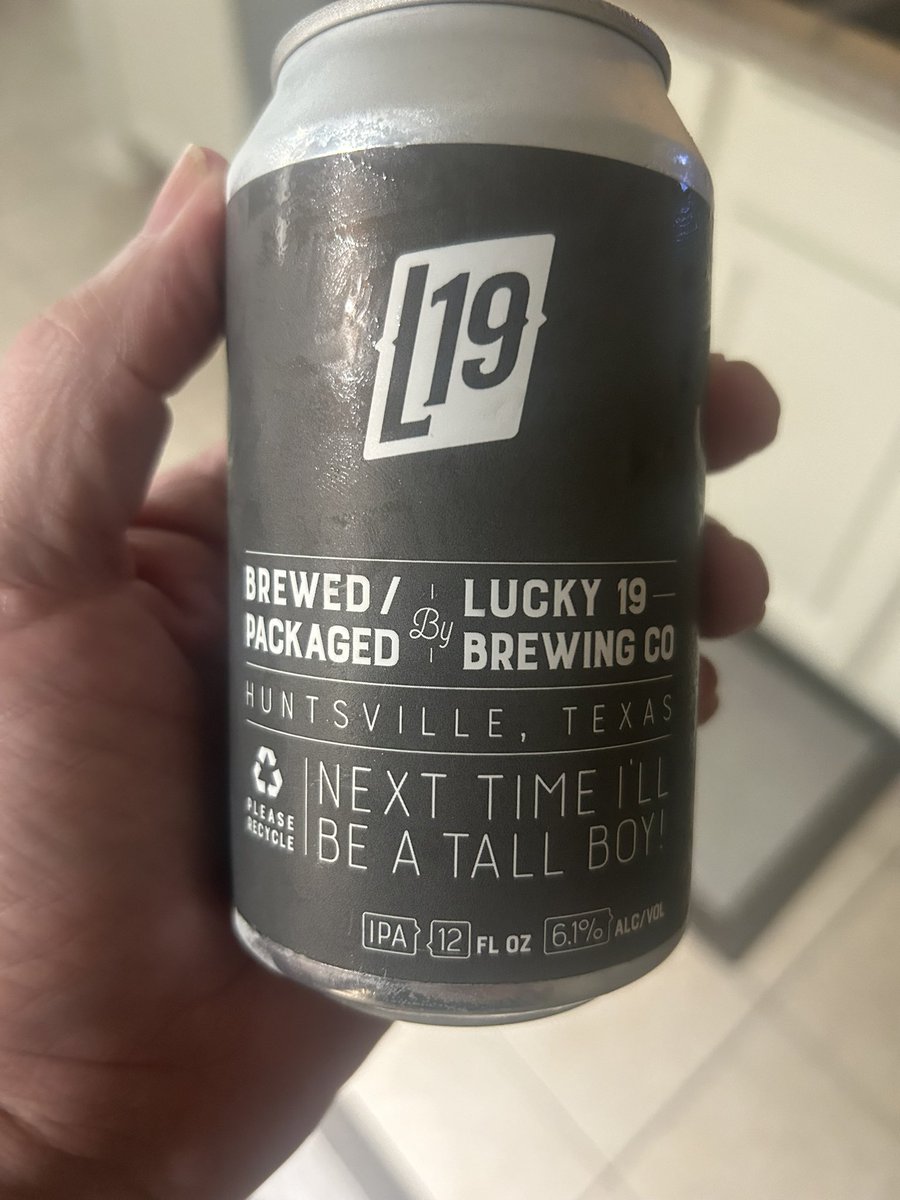 L19
BREWED/
PACKAGED
By
LUCKY 19
BREWING CO
HUNTSVILLE, TEXAS
PLEASE
RECYCLE
NEXT TIME I'LL
BE A TALL BOY!
IPA 12 FL OZ 6.1% ALC/VOL